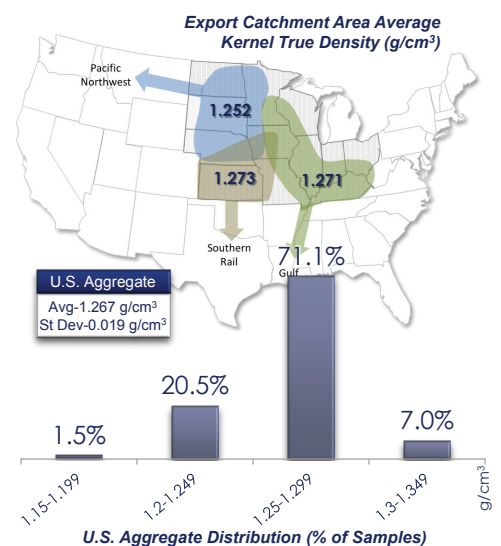 Export Catchment Area Average
Kernel True Density (g/cm³)
Pacific
Northwest
1.252
1.273
1.271
Southern
Rail
Gulf
U.S. Aggregate
Avg-1.267 g/cm³
St Dev-0.019 g/cm³
1.5%
20.5%
71.1%
7.0%
1.15-1.199
1.2-1.249
1.25-1.299
1.3-1.349
g/cm³
U.S. Aggregate Distribution (% of Samples)